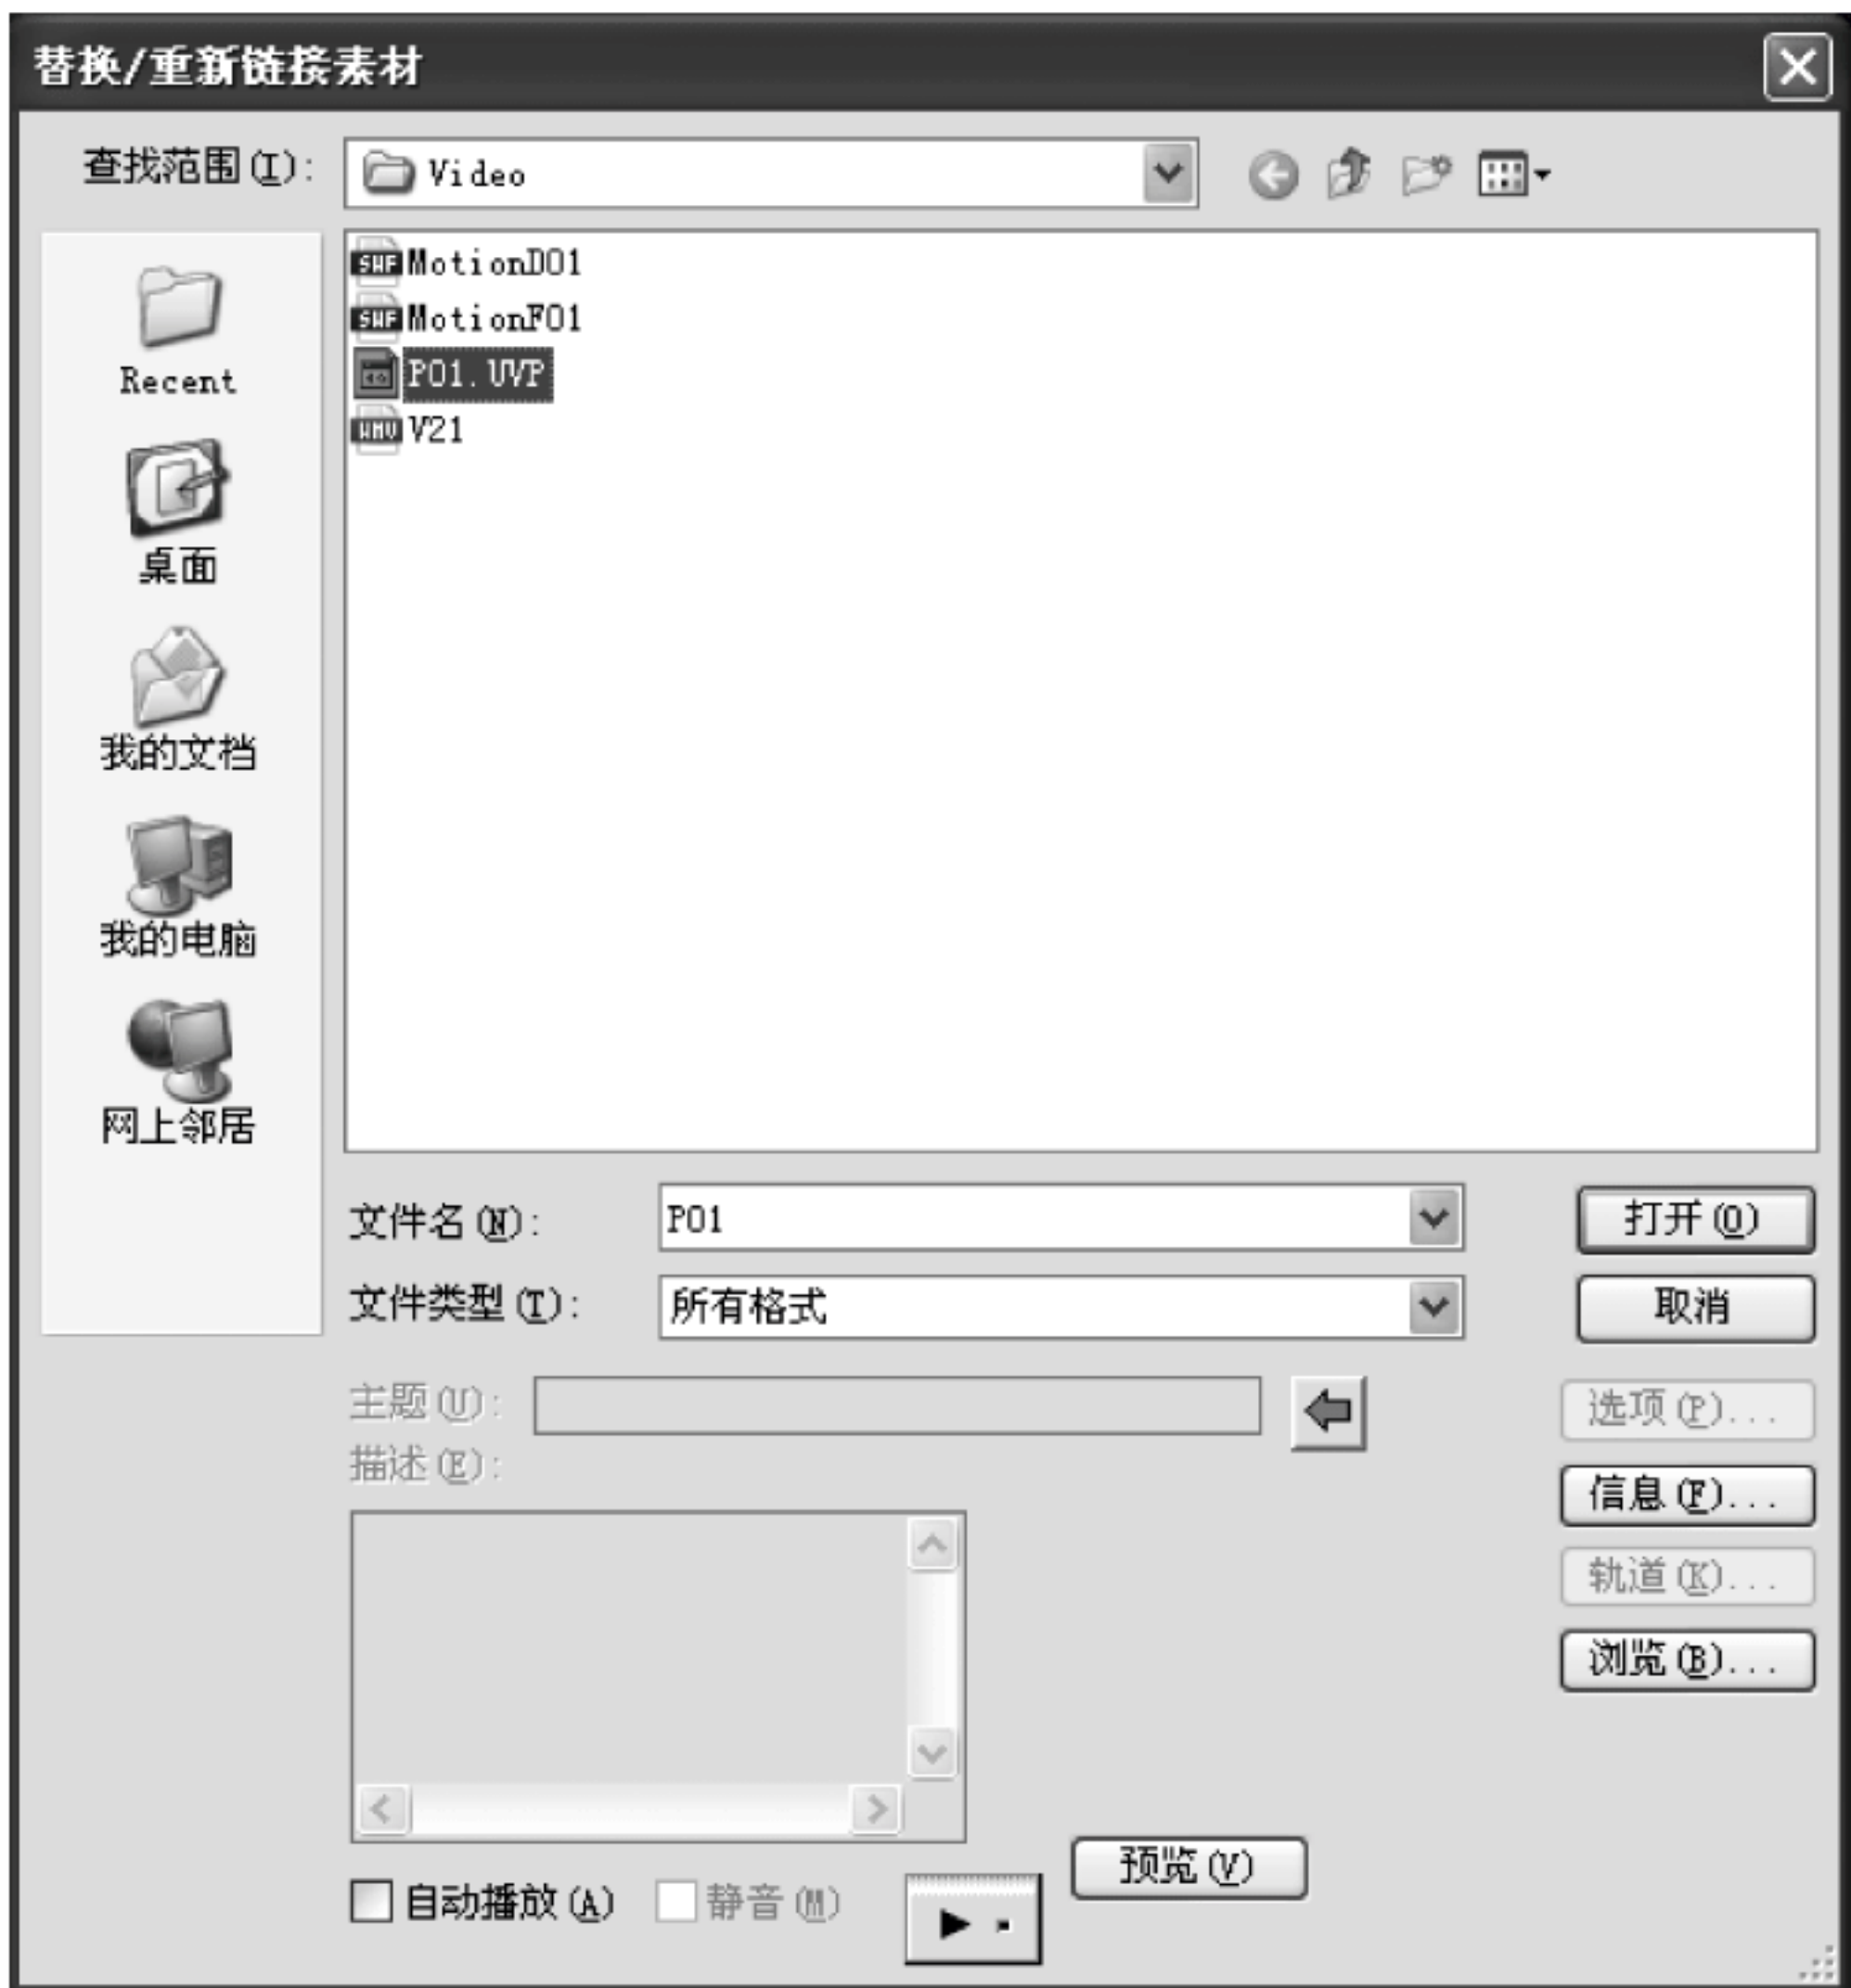 替换/重新链接素材
查找范围(I):
Video
SWF MotionD01
SWF MotionF01
P01.UVP
WMV V21
Recent
桌面
我的文档
我的电脑
网上邻居
文件名(N):
P01
打开(O)
文件类型(T):
所有格式
取消
主题(U):
选项(P)...
描述(E):
信息(F)...
轨道(K)...
浏览(B)...
自动播放(A)
静音(M)
预览(V)